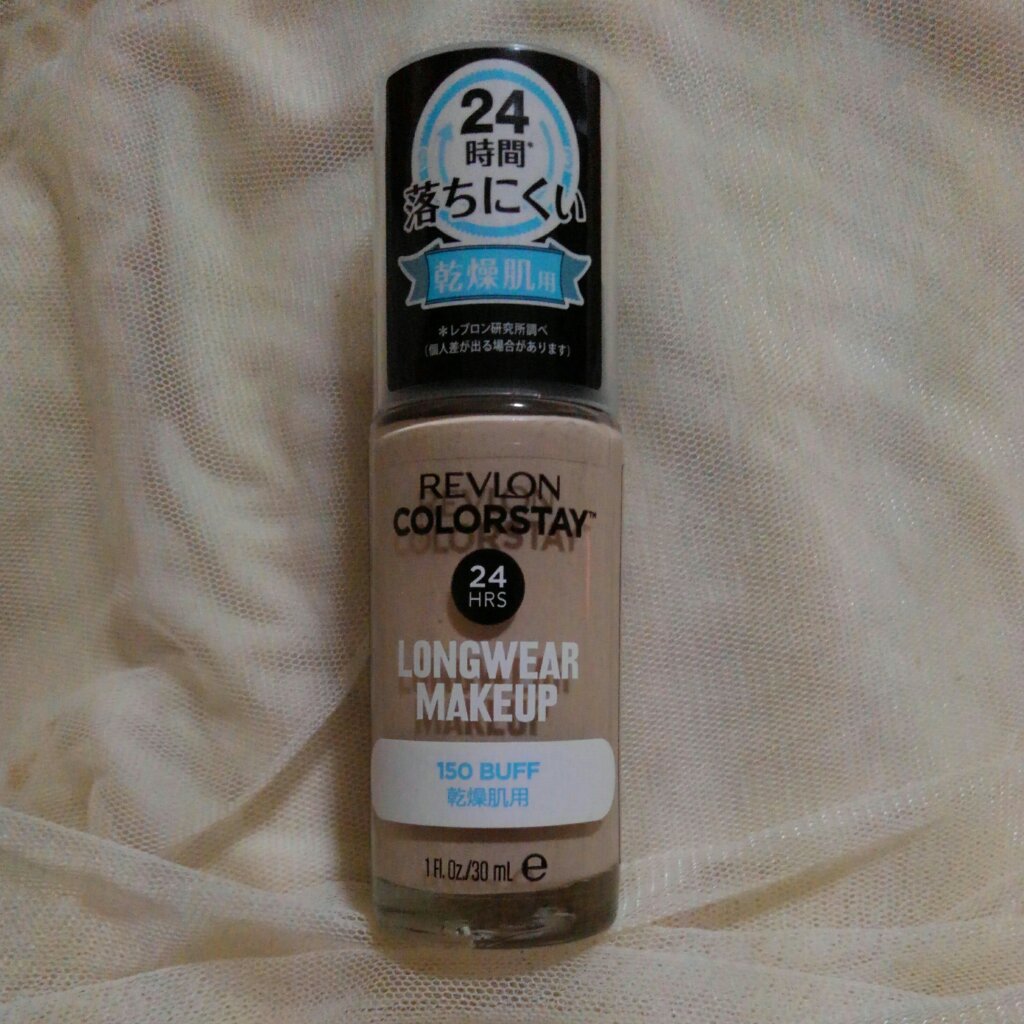 24
時間*
落ちにくい
乾燥肌用
*レブロン研究所調べ
(個人差が出る場合があります)
REVLON
COLORSTAY™
24
HRS
LONGWEAR
MAKEUP
150 BUFF
乾燥肌用
1 Fl. Oz./30 mL ℮